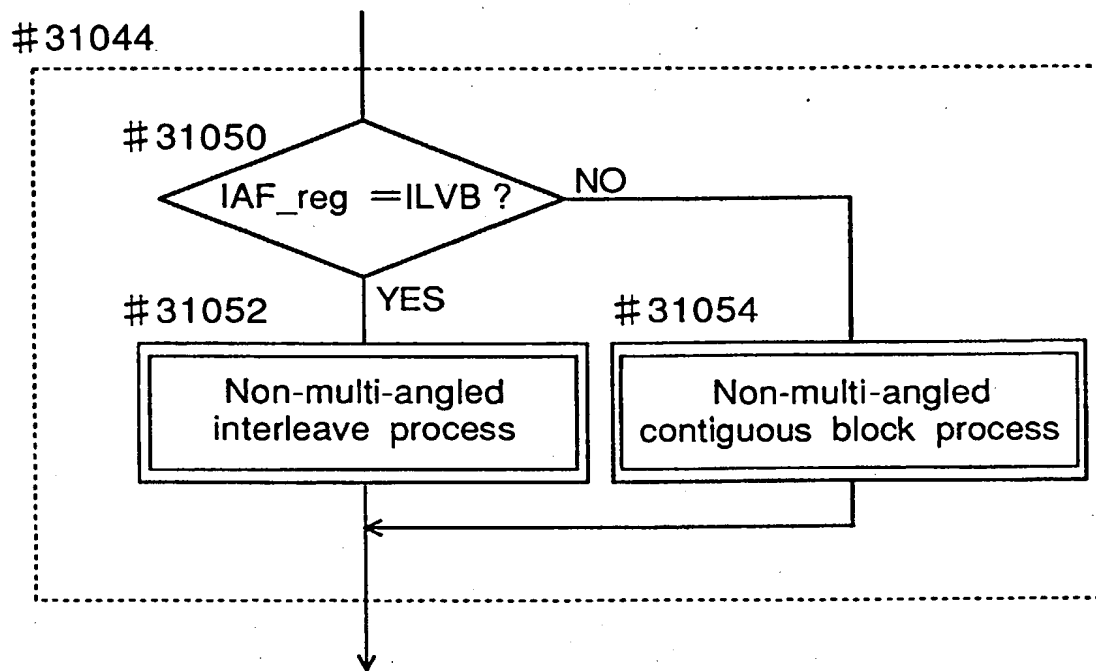 #31044
#31050
IAF_reg =ILVB ?
NO
YES
#31052
#31054
Non-multi-angled
interleave process
Non-multi-angled
contiguous block process